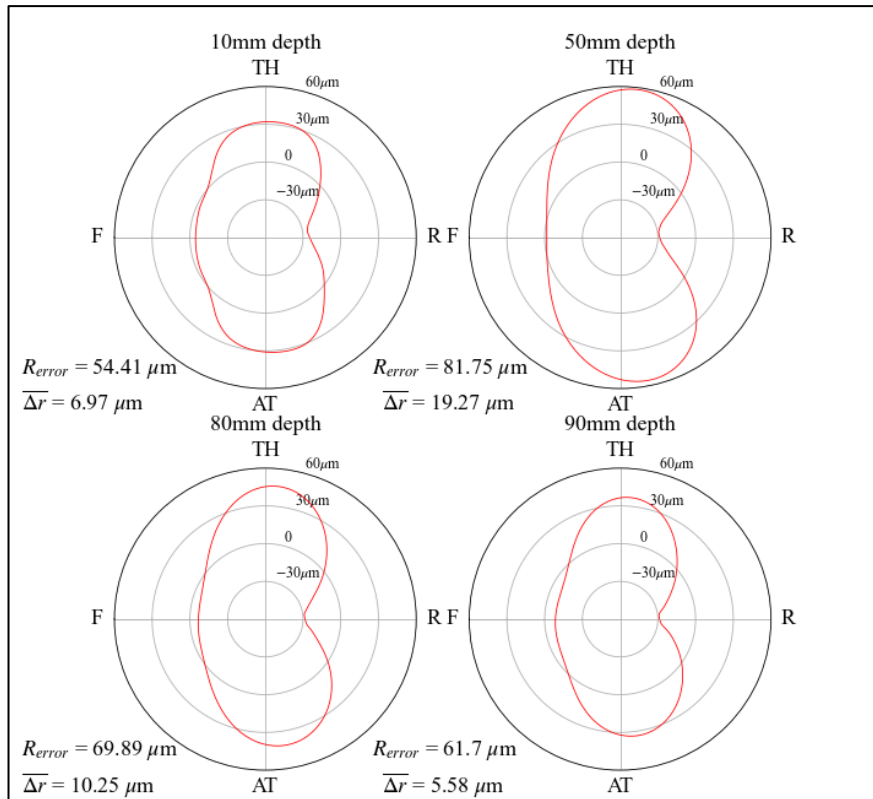 10mm depth
TH
60μm
30μm
0
−30μm
F
R
AT
R_error = 54.41 μm
Δr̅ = 6.97 μm
50mm depth
TH
60μm
30μm
0
−30μm
F
R
AT
R_error = 81.75 μm
Δr̅ = 19.27 μm
80mm depth
TH
60μm
30μm
0
−30μm
F
R
AT
R_error = 69.89 μm
Δr̅ = 10.25 μm
90mm depth
TH
60μm
30μm
0
−30μm
F
R
AT
R_error = 61.7 μm
Δr̅ = 5.58 μm